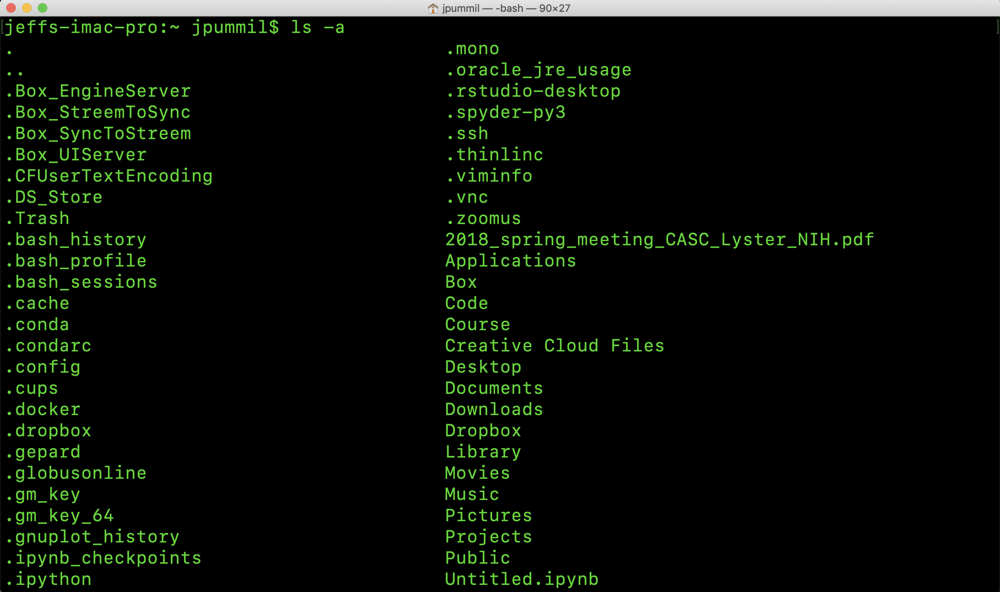 jpummil — -bash — 90×27
jeffs-imac-pro:~ jpummil$ ls -a
. .mono
.. .oracle_jre_usage
.Box_EngineServer .rstudio-desktop
.Box_StreemToSync .spyder-py3
.Box_SyncToStreem .ssh
.Box_UIServer .thinlinc
.CFUserTextEncoding .viminfo
.DS_Store .vnc
.Trash .zoomus
.bash_history 2018_spring_meeting_CASC_Lyster_NIH.pdf
.bash_profile Applications
.bash_sessions Box
.cache Code
.conda Course
.condarc Creative Cloud Files
.config Desktop
.cups Documents
.docker Downloads
.dropbox Dropbox
.gepard Library
.globusonline Movies
.gm_key Music
.gm_key_64 Pictures
.gnuplot_history Projects
.ipynb_checkpoints Public
.ipython Untitled.ipynb